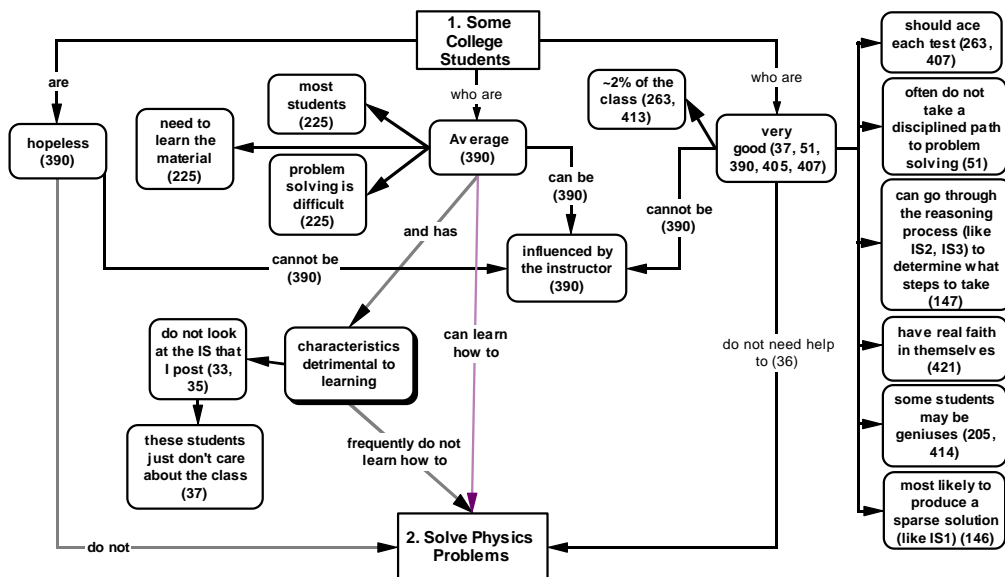 1. Some
College
Students
are
who are
who are
hopeless
(390)
need to
learn the
material
(225)
most
students
(225)
problem
solving is
difficult
(225)
Average
(390)
~2% of the
class (263,
413)
very
good (37, 51,
390, 405, 407)
should ace
each test (263,
407)
often do not
take a
disciplined path
to problem
solving (51)
can go through
the reasoning
process (like
IS2, IS3) to
determine what
steps to take
(147)
have real faith
in themselves
(421)
some students
may be
geniuses (205,
414)
most likely to
produce a
sparse solution
(like IS1) (146)
can be
(390)
cannot be
(390)
and has
cannot be
(390)
influenced by
the instructor
(390)
do not look
at the IS that
I post (33,
35)
characteristics
detrimental to
learning
can learn
how to
do not need help
to (36)
these students
just don't care
about the class
(37)
frequently do not
learn how to
do not
2. Solve Physics
Problems